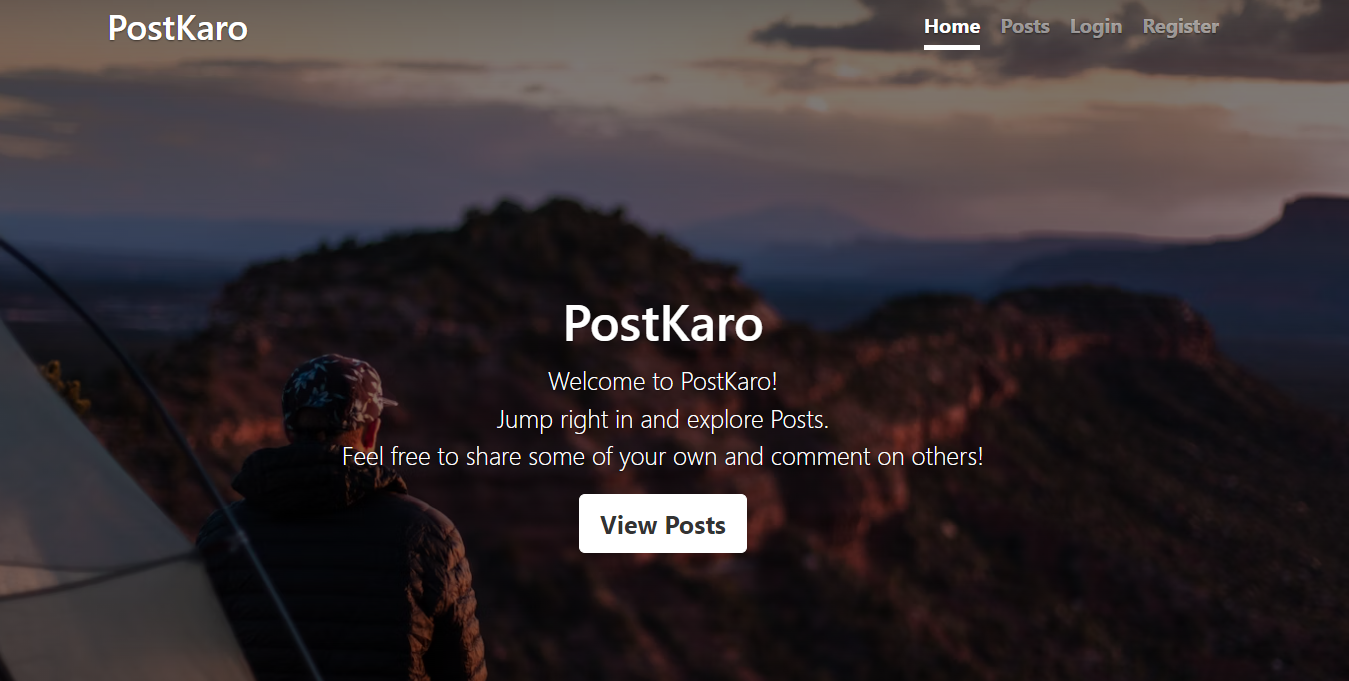 PostKaro
Home Posts Login Register
PostKaro
Welcome to PostKaro!
Jump right in and explore Posts.
Feel free to share some of your own and comment on others!
View Posts